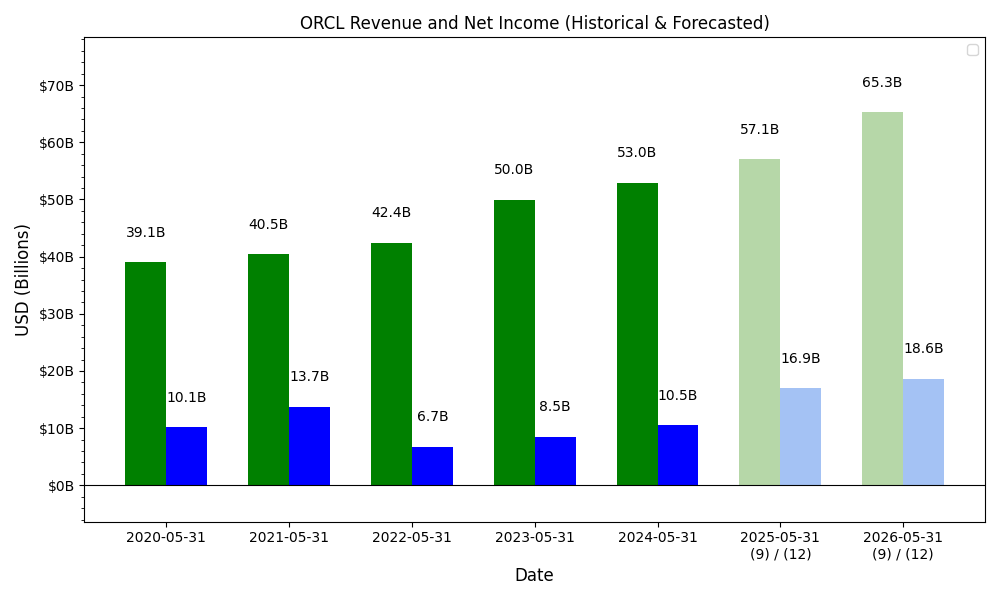 ORCL Revenue and Net Income (Historical & Forecasted)
USD (Billions)
$70B
$60B
$50B
$40B
$30B
$20B
$10B
$0B
39.1B
10.1B
40.5B
13.7B
42.4B
6.7B
50.0B
8.5B
53.0B
10.5B
57.1B
16.9B
65.3B
18.6B
2020-05-31
2021-05-31
2022-05-31
2023-05-31
2024-05-31
2025-05-31
(9) / (12)
2026-05-31
(9) / (12)
Date